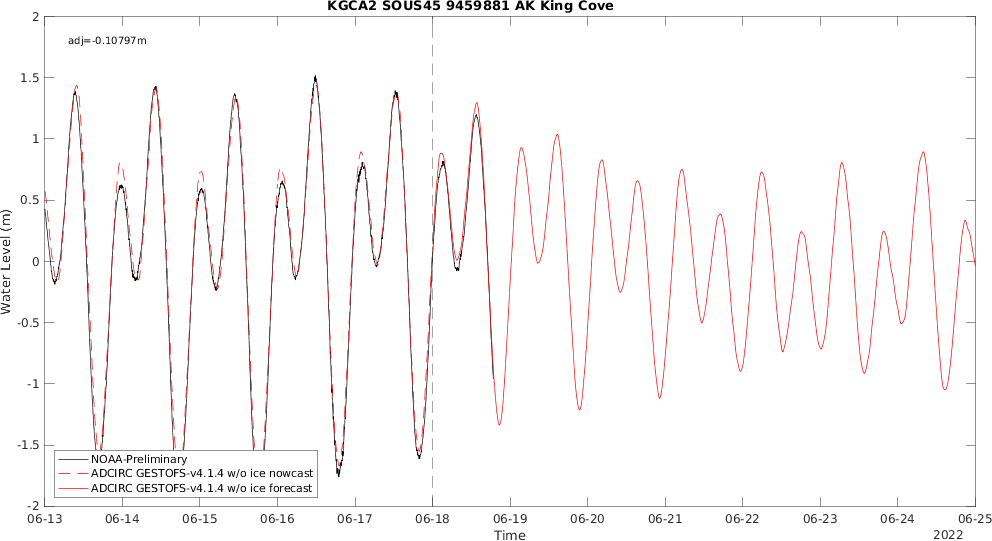 KGCA2 SOUS45 9459881 AK King Cove
adj=-0.10797m
2
1.5
1
0.5
0
-0.5
-1
-1.5
-2
Water Level (m)
NOAA-Preliminary
ADCIRC GESTOFS-v4.1.4 w/o ice nowcast
ADCIRC GESTOFS-v4.1.4 w/o ice forecast
06-13 06-14 06-15 06-16 06-17 06-18 06-19 06-20 06-21 06-22 06-23 06-24 06-25
Time
2022